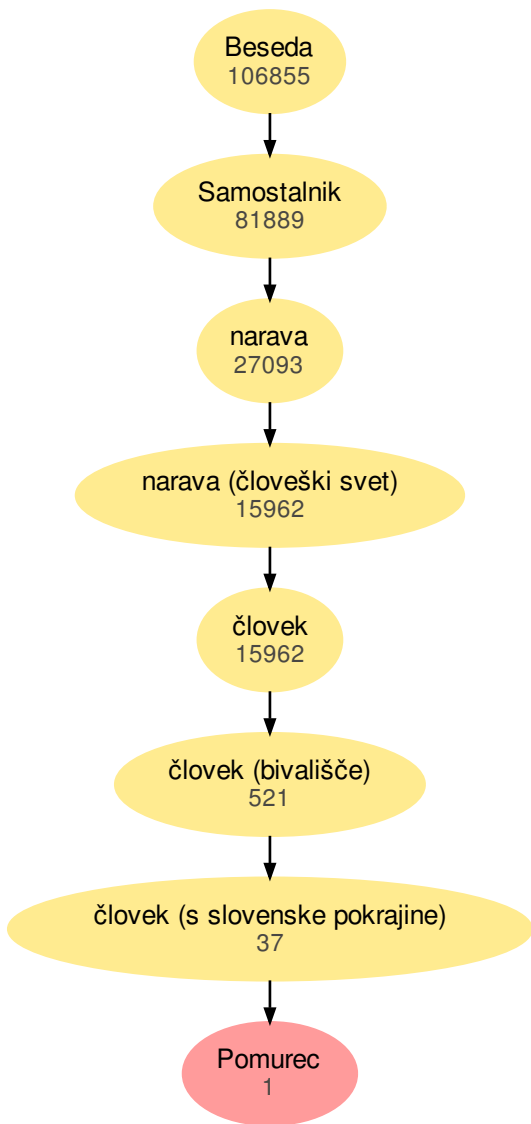 Beseda
106855
Samostalnik
81889
narava
27093
narava (človeški svet)
15962
človek
15962
človek (bivališče)
521
človek (s slovenske pokrajine)
37
Pomurec
1